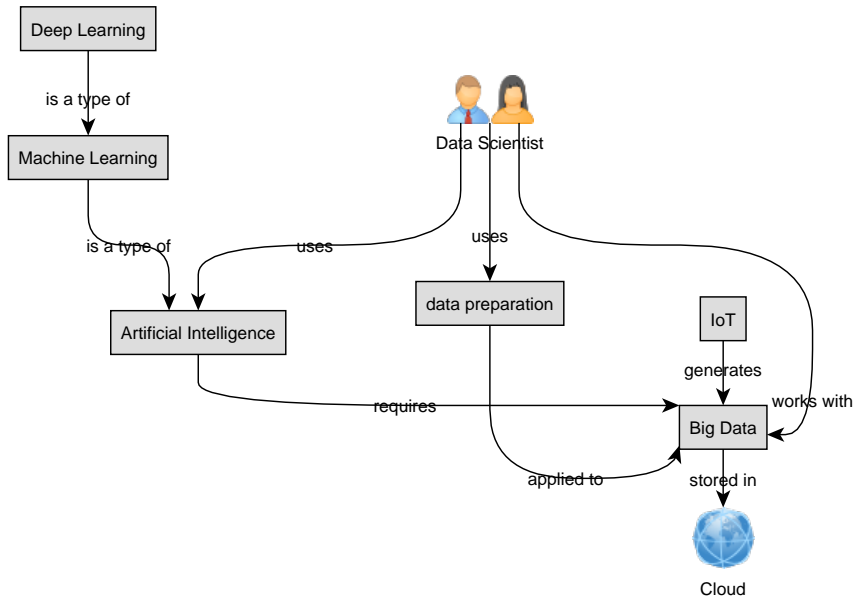 Deep Learning
is a type of
Machine Learning
Data Scientist
is a type of
uses
uses
data preparation
IoT
Artificial Intelligence
generates
requires
works with
Big Data
applied to
stored in
Cloud